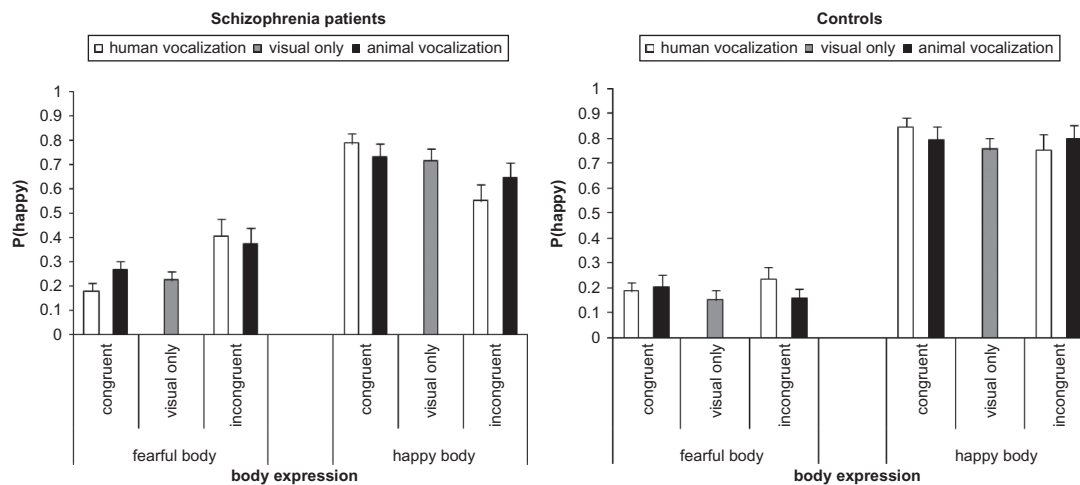 Schizophrenia patients
human vocalization visual only animal vocalization
1
0.9
0.8
0.7
0.6
0.5
0.4
0.3
0.2
0.1
0
P(happy)
congruent
visual only
incongruent
congruent
visual only
incongruent
fearful body
happy body
body expression
Controls
human vocalization visual only animal vocalization
1
0.9
0.8
0.7
0.6
0.5
0.4
0.3
0.2
0.1
0
P(happy)
congruent
visual only
incongruent
congruent
visual only
incongruent
fearful body
happy body
body expression